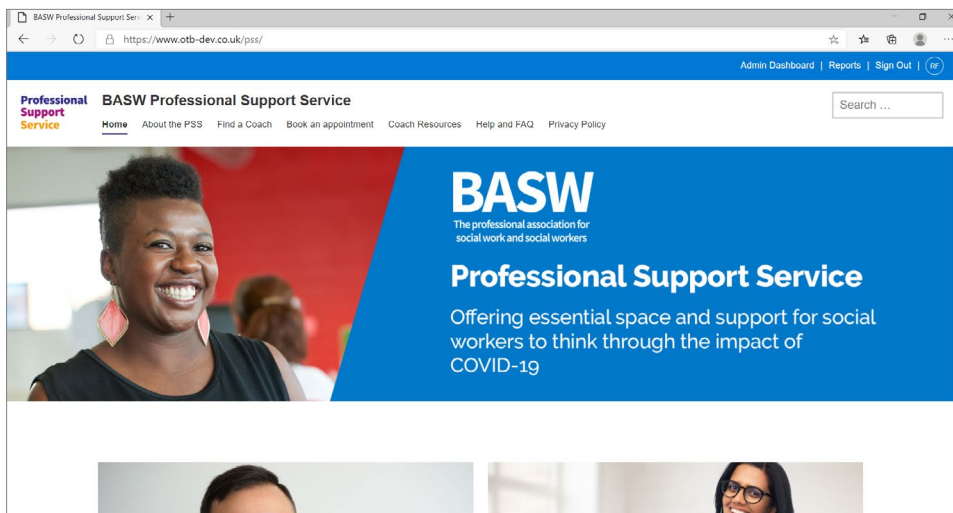 BASW Professional Support Serv
https://www.otb-dev.co.uk/pss/
Admin Dashboard | Reports | Sign Out | RF
Professional
Support
Service
BASW Professional Support Service
Search ...
Home About the PSS Find a Coach Book an appointment Coach Resources Help and FAQ Privacy Policy
BASW
The professional association for
social work and social workers
Professional Support Service
Offering essential space and support for social
workers to think through the impact of
COVID-19